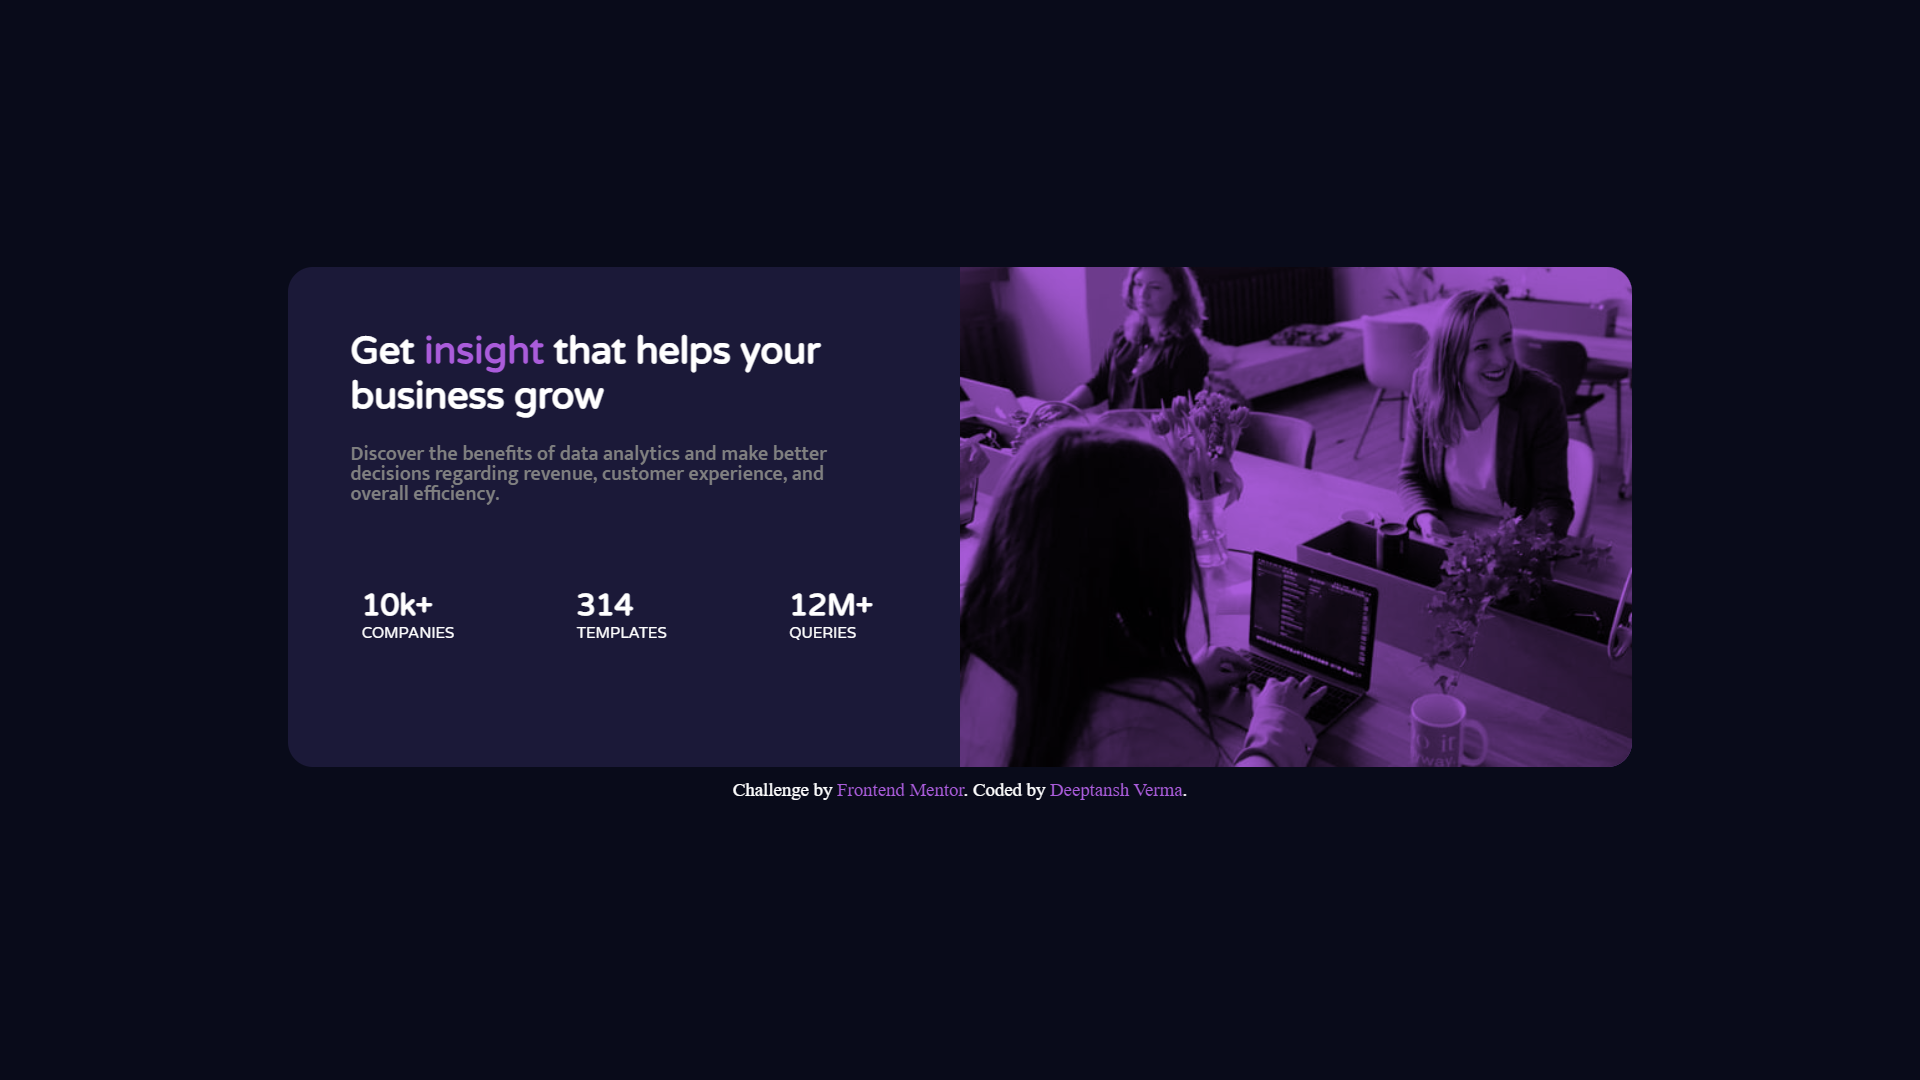 Get insight that helps your
business grow
Discover the benefits of data analytics and make better
decisions regarding revenue, customer experience, and
overall efficiency.
10k+
COMPANIES
314
TEMPLATES
12M+
QUERIES
Challenge by Frontend Mentor. Coded by Deeptansh Verma.